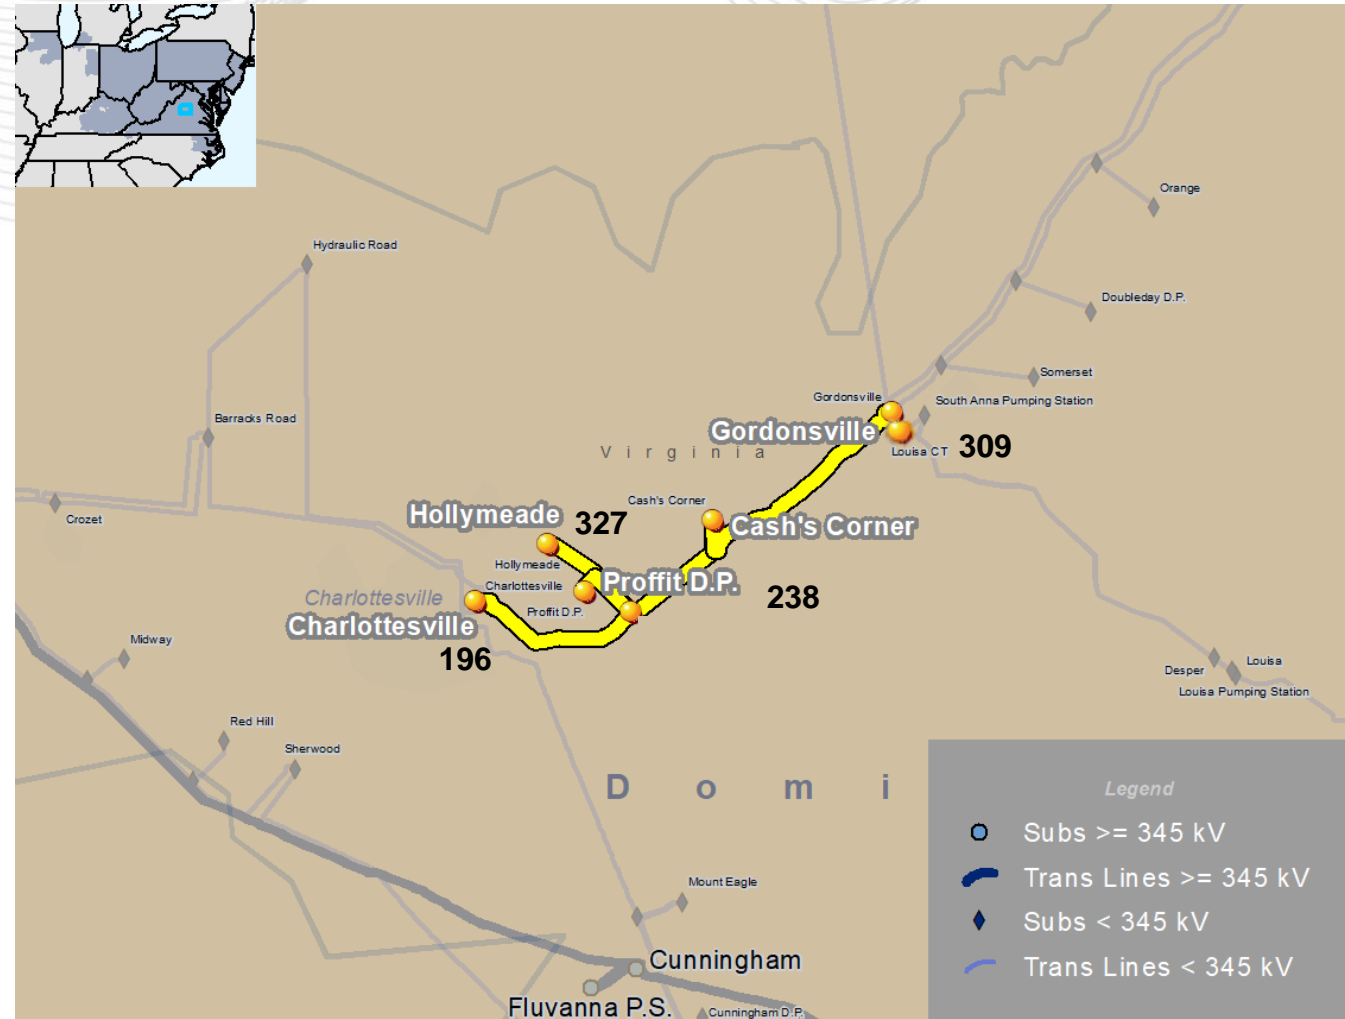 Orange
Hydraulic Road
Doubleday D.P.
Somerset
Gordonsville
South Anna Pumping Station
Barracks Road
Gordonsville
Louisa CT
309
Virginia
Cash's Corner
Hollymeade
327
Cash's Corner
Crozet
Hollymeade
Charlottesville
Proffit D.P.
238
Charlottesville
Proffit D.P.
Charlottesville
196
Midway
Desper
Louisa
Louisa Pumping Station
Red Hill
Sherwood
Domi
Mount Eagle
Cunningham
Fluvanna P.S.
Cunningham D.P.
Legend
Subs >= 345 kV
Trans Lines >= 345 kV
Subs < 345 kV
Trans Lines < 345 kV